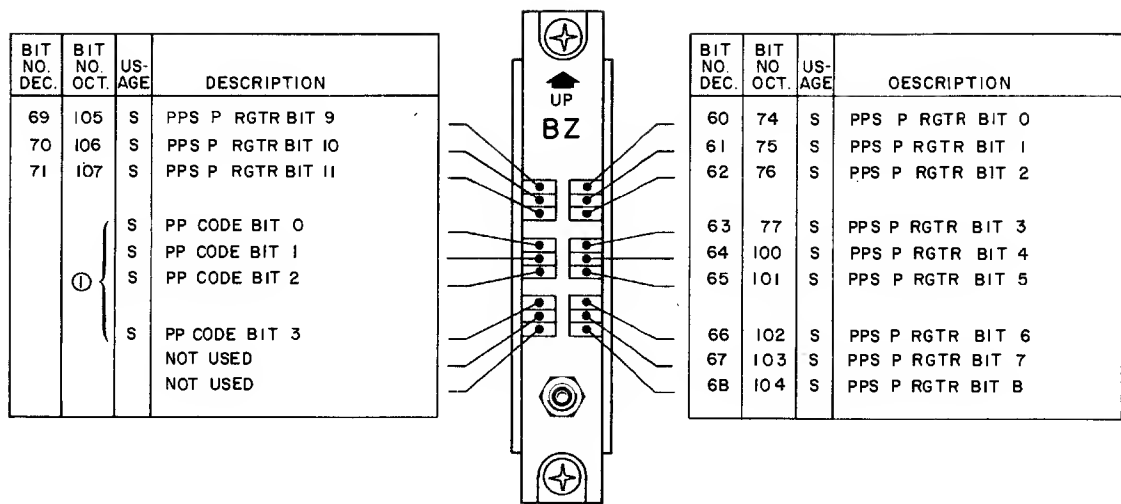 BIT NO. DEC. BIT NO. OCT. US-AGE DESCRIPTION
69 105 S PPS P RGTR BIT 9
70 106 S PPS P RGTR BIT 10
71 107 S PPS P RGTR BIT 11
S PP CODE BIT 0
S PP CODE BIT 1
① S PP CODE BIT 2
S PP CODE BIT 3
NOT USED
NOT USED
UP
BZ
BIT NO. DEC. BIT NO OCT. US-AGE OESCRIPTION
60 74 S PPS P RGTR BIT 0
61 75 S PPS P RGTR BIT 1
62 76 S PPS P RGTR BIT 2
63 77 S PPS P RGTR BIT 3
64 100 S PPS P RGTR BIT 4
65 101 S PPS P RGTR BIT 5
66 102 S PPS P RGTR BIT 6
67 103 S PPS P RGTR BIT 7
6B 104 S PPS P RGTR BIT B